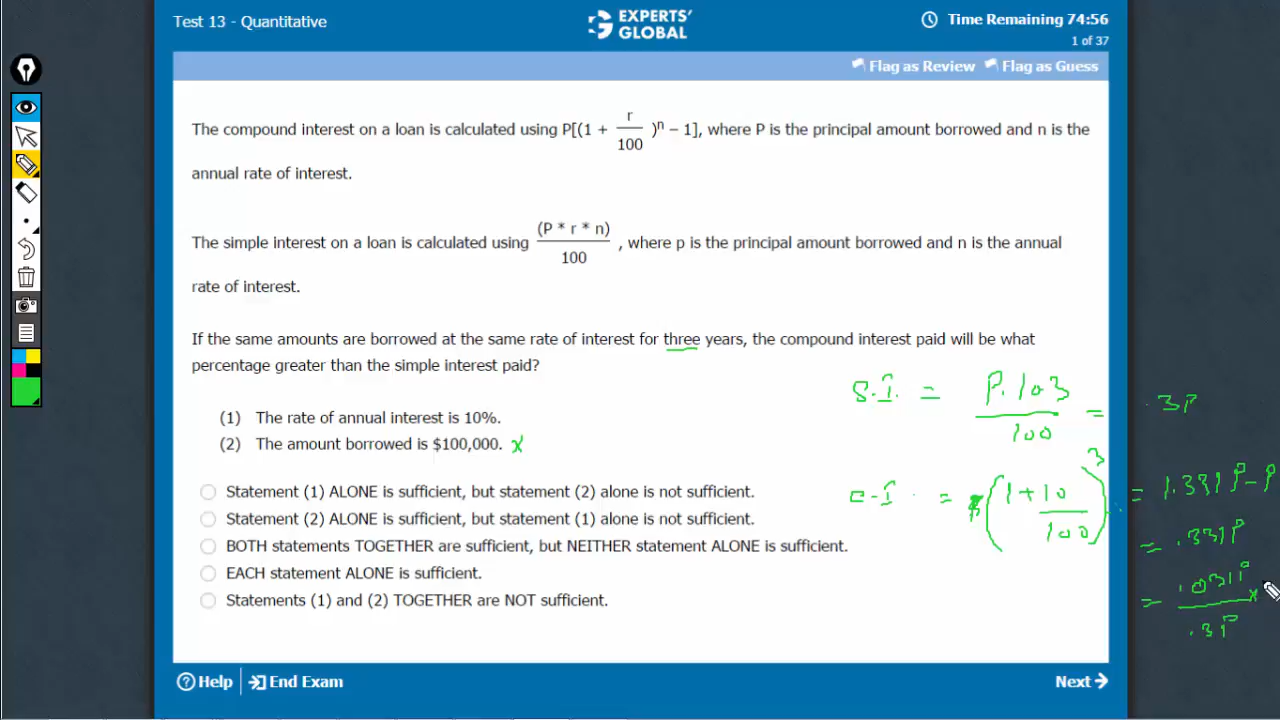 Test 13 - Quantitative
EXPERTS'
GLOBAL
Time Remaining 74:56
1 of 37
Flag as Review
Flag as Guess
The compound interest on a loan is calculated using P[(1 + r/100)ⁿ – 1], where P is the principal amount borrowed and n is the
annual rate of interest.
The simple interest on a loan is calculated using (P * r * n)/100, where p is the principal amount borrowed and n is the annual
rate of interest.
If the same amounts are borrowed at the same rate of interest for three years, the compound interest paid will be what
percentage greater than the simple interest paid?
(1) The rate of annual interest is 10%.
(2) The amount borrowed is $100,000. x
S.I. = P.103/100 = .3P
C.I. = (1+10/100)³ = 1.331P-P
= .331P
= .031P/.3P x
Statement (1) ALONE is sufficient, but statement (2) alone is not sufficient.
Statement (2) ALONE is sufficient, but statement (1) alone is not sufficient.
BOTH statements TOGETHER are sufficient, but NEITHER statement ALONE is sufficient.
EACH statement ALONE is sufficient.
Statements (1) and (2) TOGETHER are NOT sufficient.
Help
End Exam
Next